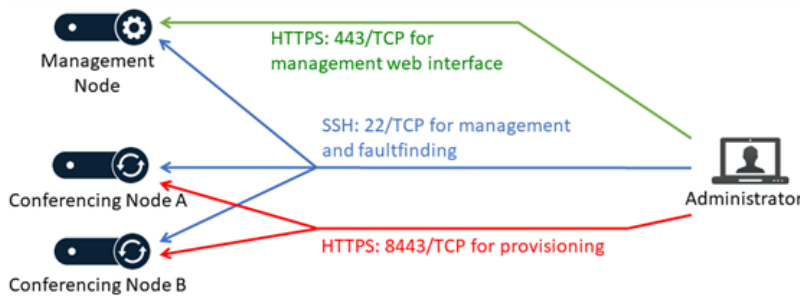 Management
Node
HTTPS: 443/TCP for
management web interface
SSH: 22/TCP for management
and faultfinding
Conferencing Node A
Administrator
HTTPS: 8443/TCP for provisioning
Conferencing Node B